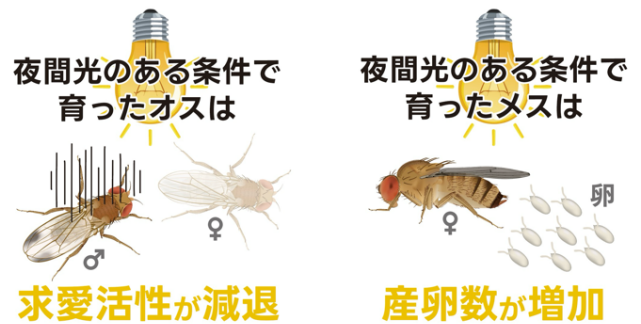 夜間光のある条件で
育ったオスは
♂
♀
求愛活性が減退
夜間光のある条件で
育ったメスは
♀
卵
産卵数が増加